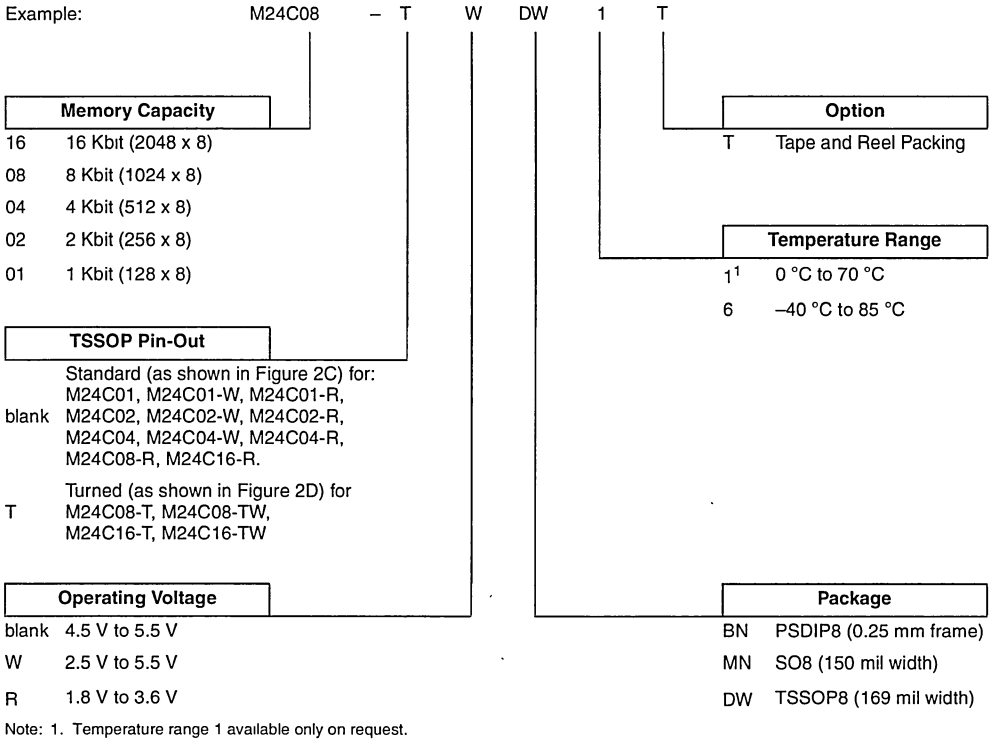 Example: M24C08 – T W DW 1 T
Memory Capacity
16 16 Kbit (2048 x 8)
08 8 Kbit (1024 x 8)
04 4 Kbit (512 x 8)
02 2 Kbit (256 x 8)
01 1 Kbit (128 x 8)
TSSOP Pin-Out
Standard (as shown in Figure 2C) for:
M24C01, M24C01-W, M24C01-R,
blank M24C02, M24C02-W, M24C02-R,
M24C04, M24C04-W, M24C04-R,
M24C08-R, M24C16-R.
Turned (as shown in Figure 2D) for
T M24C08-T, M24C08-TW,
M24C16-T, M24C16-TW
Operating Voltage
blank 4.5 V to 5.5 V
W 2.5 V to 5.5 V
R 1.8 V to 3.6 V
Option
T Tape and Reel Packing
Temperature Range
1¹ 0 °C to 70 °C
6 –40 °C to 85 °C
Package
BN PSDIP8 (0.25 mm frame)
MN SO8 (150 mil width)
DW TSSOP8 (169 mil width)
Note: 1. Temperature range 1 available only on request.